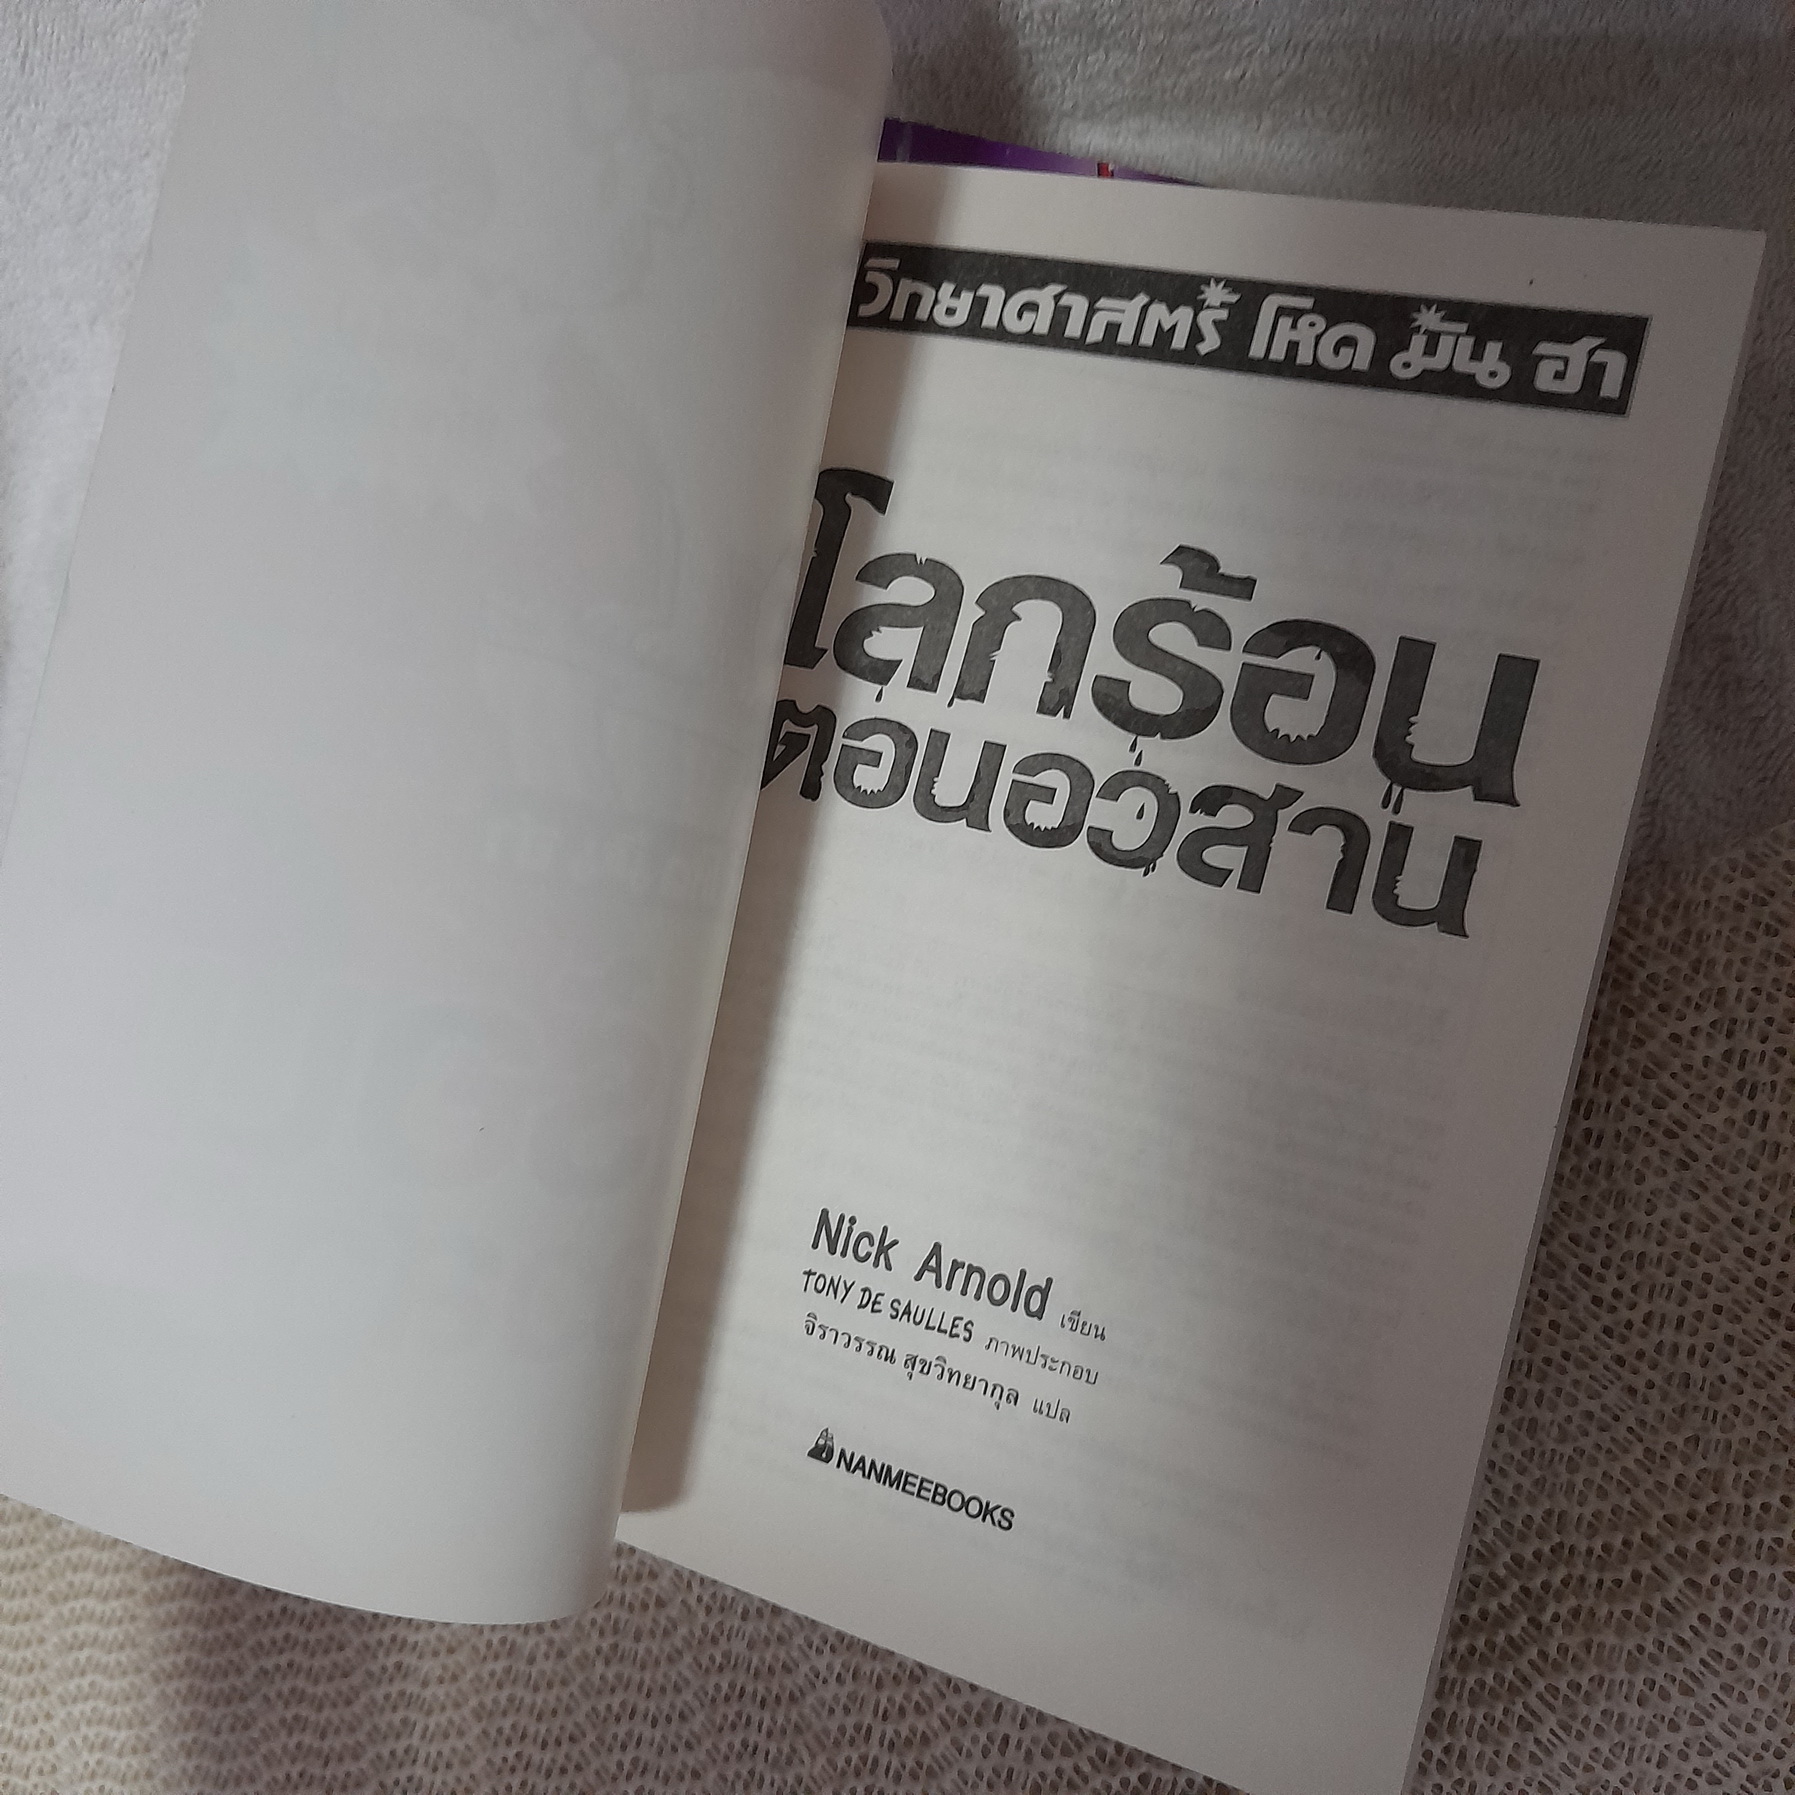 วิทยาศาสตร์ โหด มัน ฮา
โลกร้อน
ตอนอวสาน
Nick Arnold เขียน
TONY DE SAULLES ภาพประกอบ
จิราวรรณ สุขวิทยากุล แปล
NANMEEBOOKS